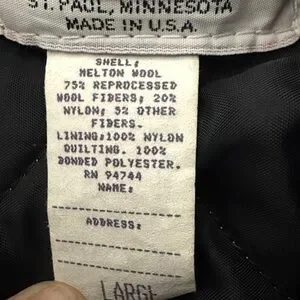 ST. PAUL, MINNESOTA
MADE IN U.S.A.
SHELL;
MELTON WOOL
75% REPROCESSED
WOOL FIBERS; 20%
NYLON; 5% OTHER
FIBERS.
LINING:100% NYLON
QUILTING. 100%
BONDED POLYESTER.
RN 94744
NAME:
ADDRESS:
LARGE